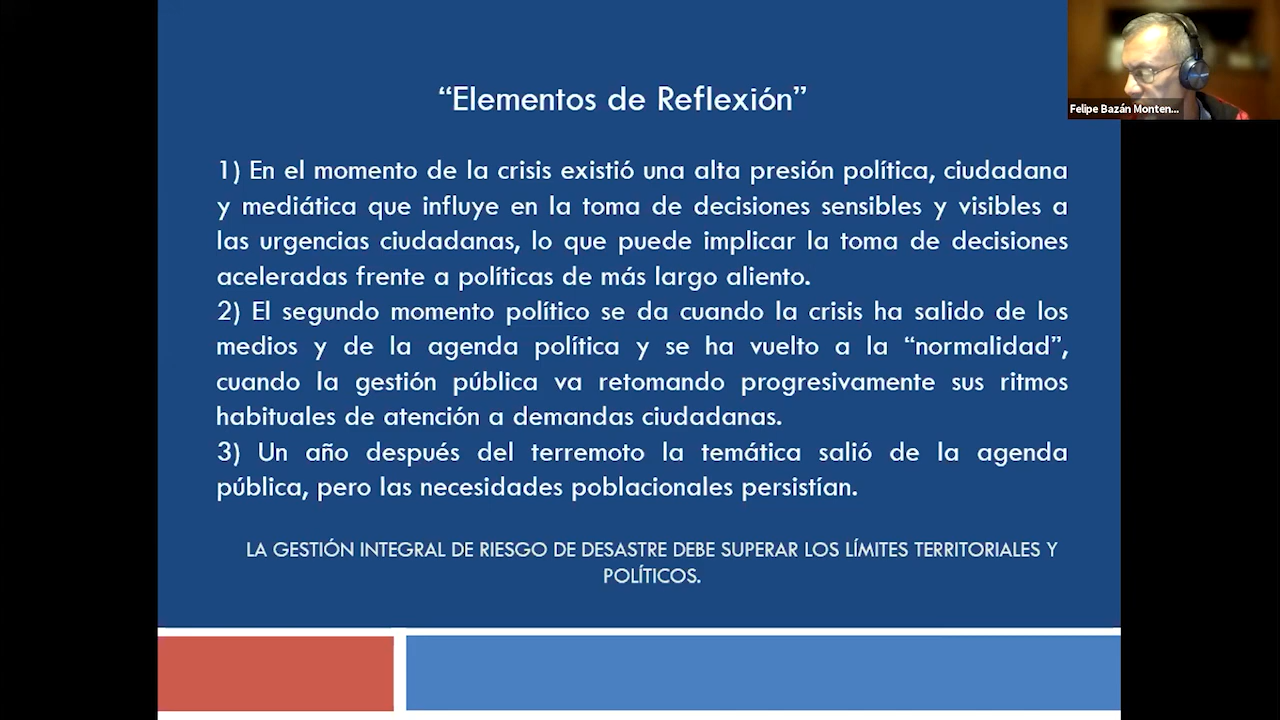 “Elementos de Reflexión”
Felipe Bazán Monten...
1) En el momento de la crisis existió una alta presión política, ciudadana
y mediática que influye en la toma de decisiones sensibles y visibles a
las urgencias ciudadanas, lo que puede implicar la toma de decisiones
aceleradas frente a políticas de más largo aliento.
2) El segundo momento político se da cuando la crisis ha salido de los
medios y de la agenda política y se ha vuelto a la “normalidad”,
cuando la gestión pública va retomando progresivamente sus ritmos
habituales de atención a demandas ciudadanas.
3) Un año después del terremoto la temática salió de la agenda
pública, pero las necesidades poblacionales persistían.
LA GESTIÓN INTEGRAL DE RIESGO DE DESASTRE DEBE SUPERAR LOS LÍMITES TERRITORIALES Y
POLÍTICOS.